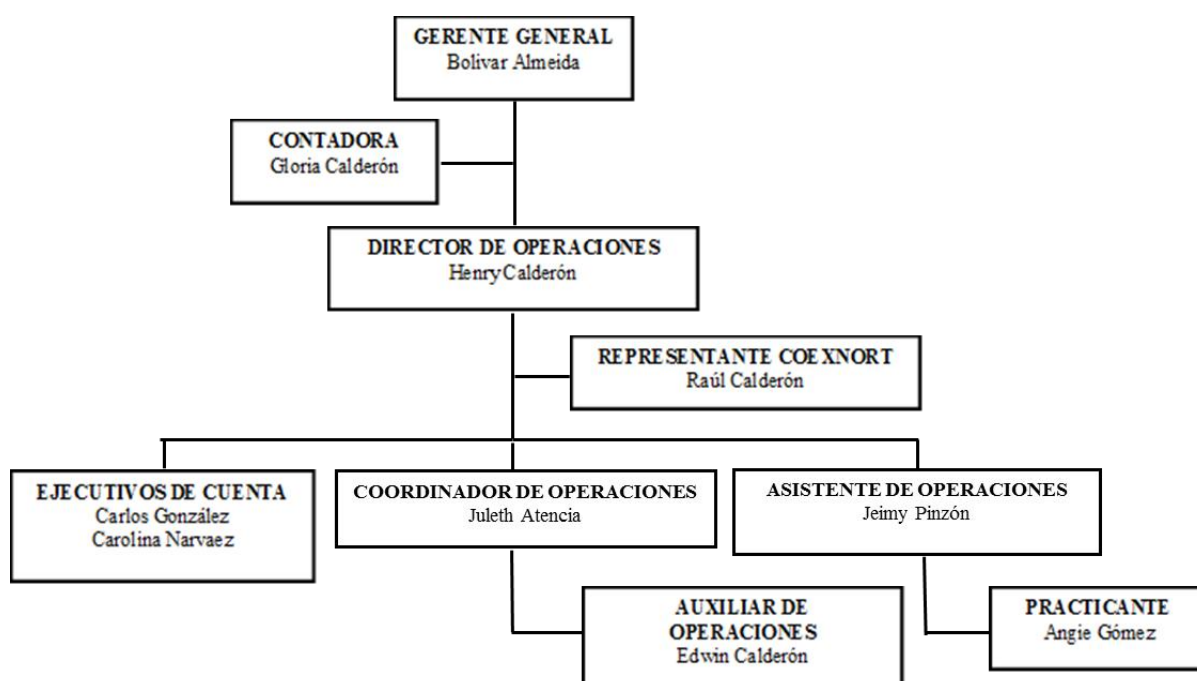 GERENTE GENERAL
Bolivar Almeida
CONTADORA
Gloria Calderón
DIRECTOR DE OPERACIONES
Henry Calderón
REPRESENTANTE COEXNORT
Raúl Calderón
EJECUTIVOS DE CUENTA
Carlos González
Carolina Narvaez
COORDINADOR DE OPERACIONES
Juleth Atencia
ASISTENTE DE OPERACIONES
Jeimy Pinzón
AUXILIAR DE
OPERACIONES
Edwin Calderón
PRACTICANTE
Angie Gómez